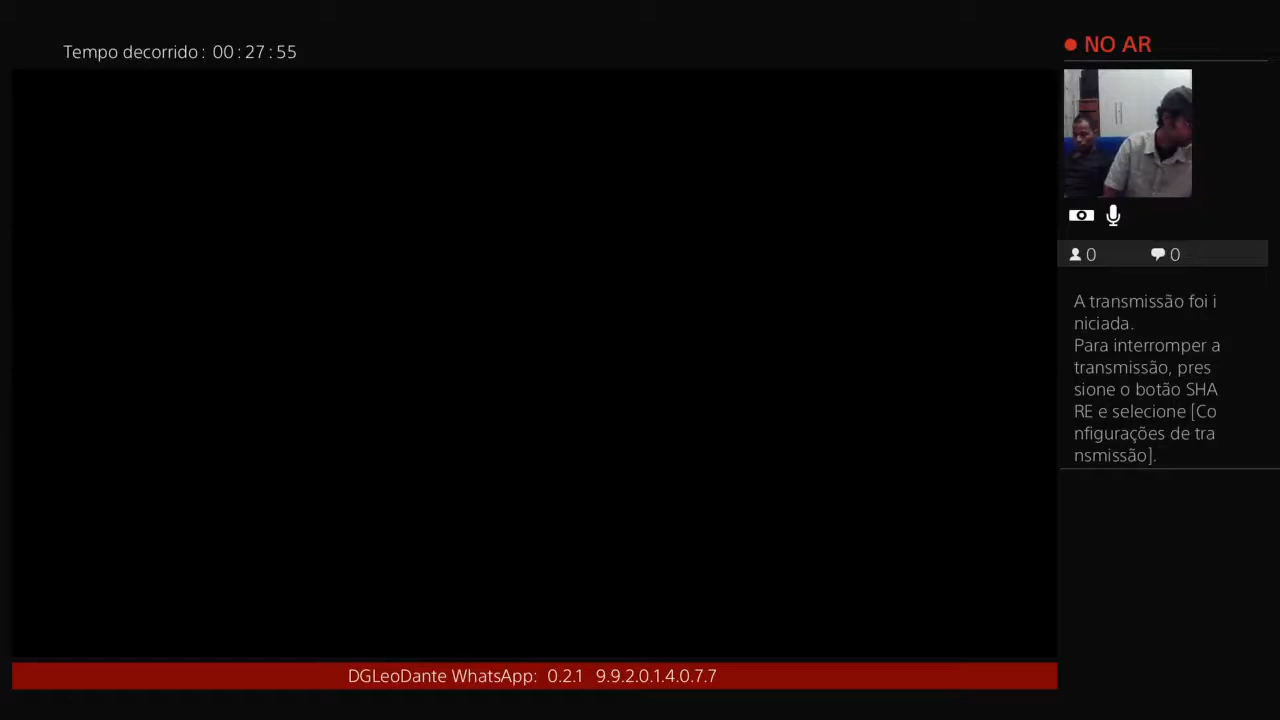 Tempo decorrido : 00 : 27 : 55
NO AR
0 0
A transmissão foi i
niciada.
Para interromper a
transmissão, pres
sione o botão SHA
RE e selecione [Co
nfigurações de tra
nsmissão].
DGLeoDante WhatsApp: 0.2.1 9.9.2.0.1.4.0.7.7